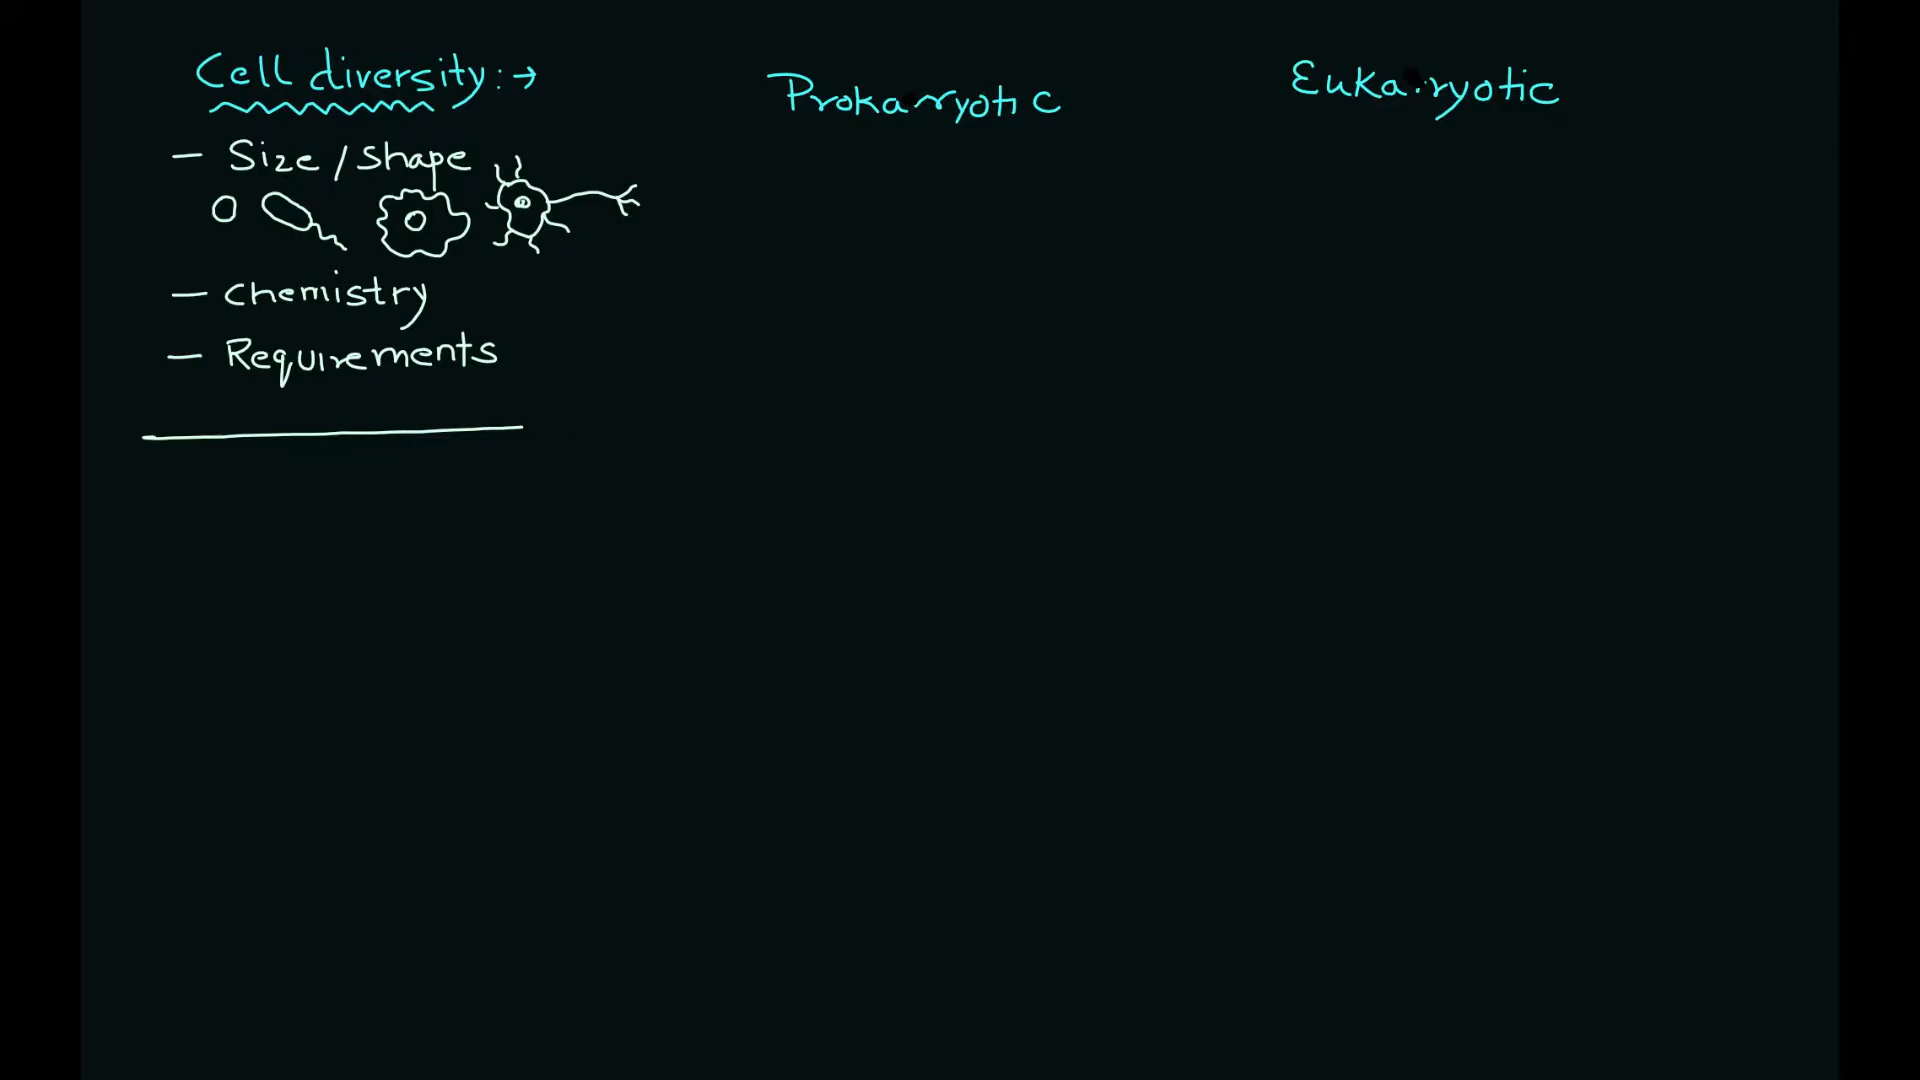 Cell diversity :→
Prokaryotic
Eukaryotic
— Size / shape
— chemistry
— Requirements